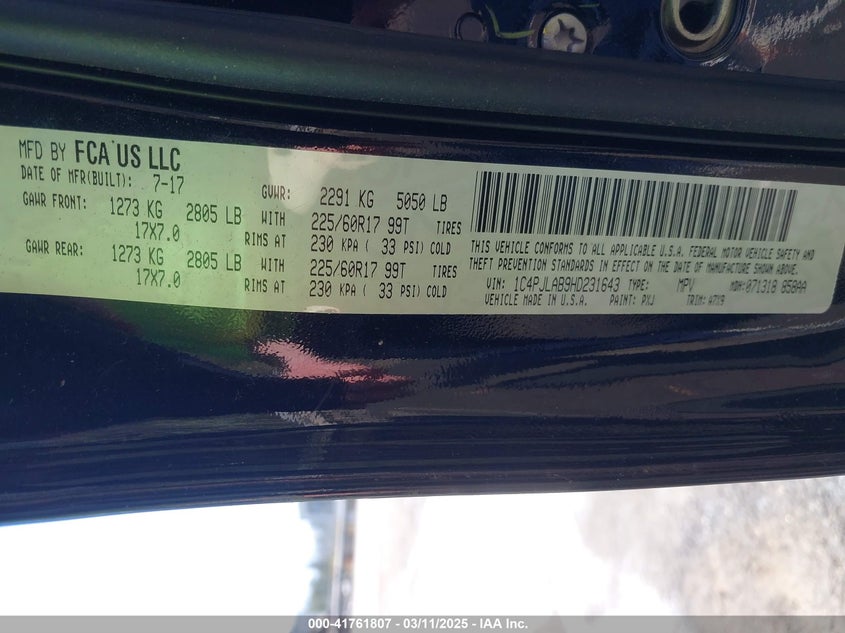 MFD BY FCA US LLC
DATE OF MFR(BUILT): 7-17 GVWR: 2291 KG 5050 LB
GAWR FRONT: 1273 KG 2805 LB WITH 225/60R17 99T TIRES
17X7.0 RIMS AT 230 KPA ( 33 PSI) COLD
GAWR REAR: 1273 KG 2805 LB WITH 225/60R17 99T TIRES
17X7.0 RIMS AT 230 KPA ( 33 PSI) COLD
THIS VEHICLE CONFORMS TO ALL APPLICABLE U.S.A. FEDERAL MOTOR VEHICLE SAFETY AND
THEFT PREVENTION STANDARDS IN EFFECT ON THE DATE OF MANUFACTURE SHOWN ABOVE.
VIN: 1C4PJLAB9HD231643 TYPE: MPV MDH: 071318 858AA
VEHICLE MADE IN U.S.A. PAINT: PXJ TRIM: A7X9
000-41761807 — 03/11/2025 — IAA Inc.